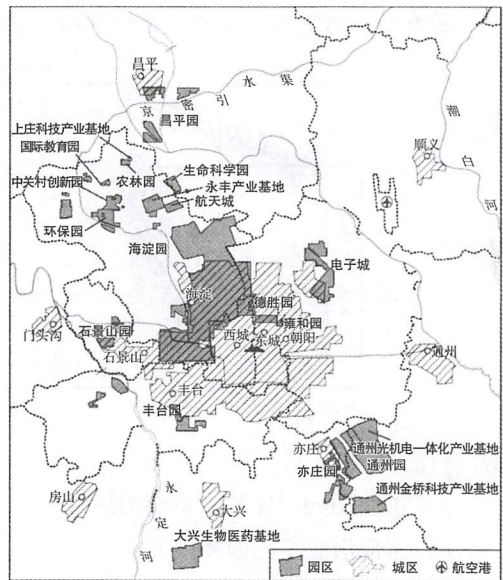 昌平
京
密
引
水
渠
昌平园
潮
白
河
顺义
上庄科技产业基地
国际教育园
生命科学园
农林园
永丰产业基地
中关村创新园
航天城
环保园
海淀园
电子城
海淀
德胜园
雍和园
石景山园
西城
东城
朝阳
门头沟
石景山
通州
丰台
丰台园
亦庄
通州光机电一体化产业基地
亦庄园
通州园
通州金桥科技产业基地
房山
永
定
河
大兴
大兴生物医药基地
园区
城区
航空港